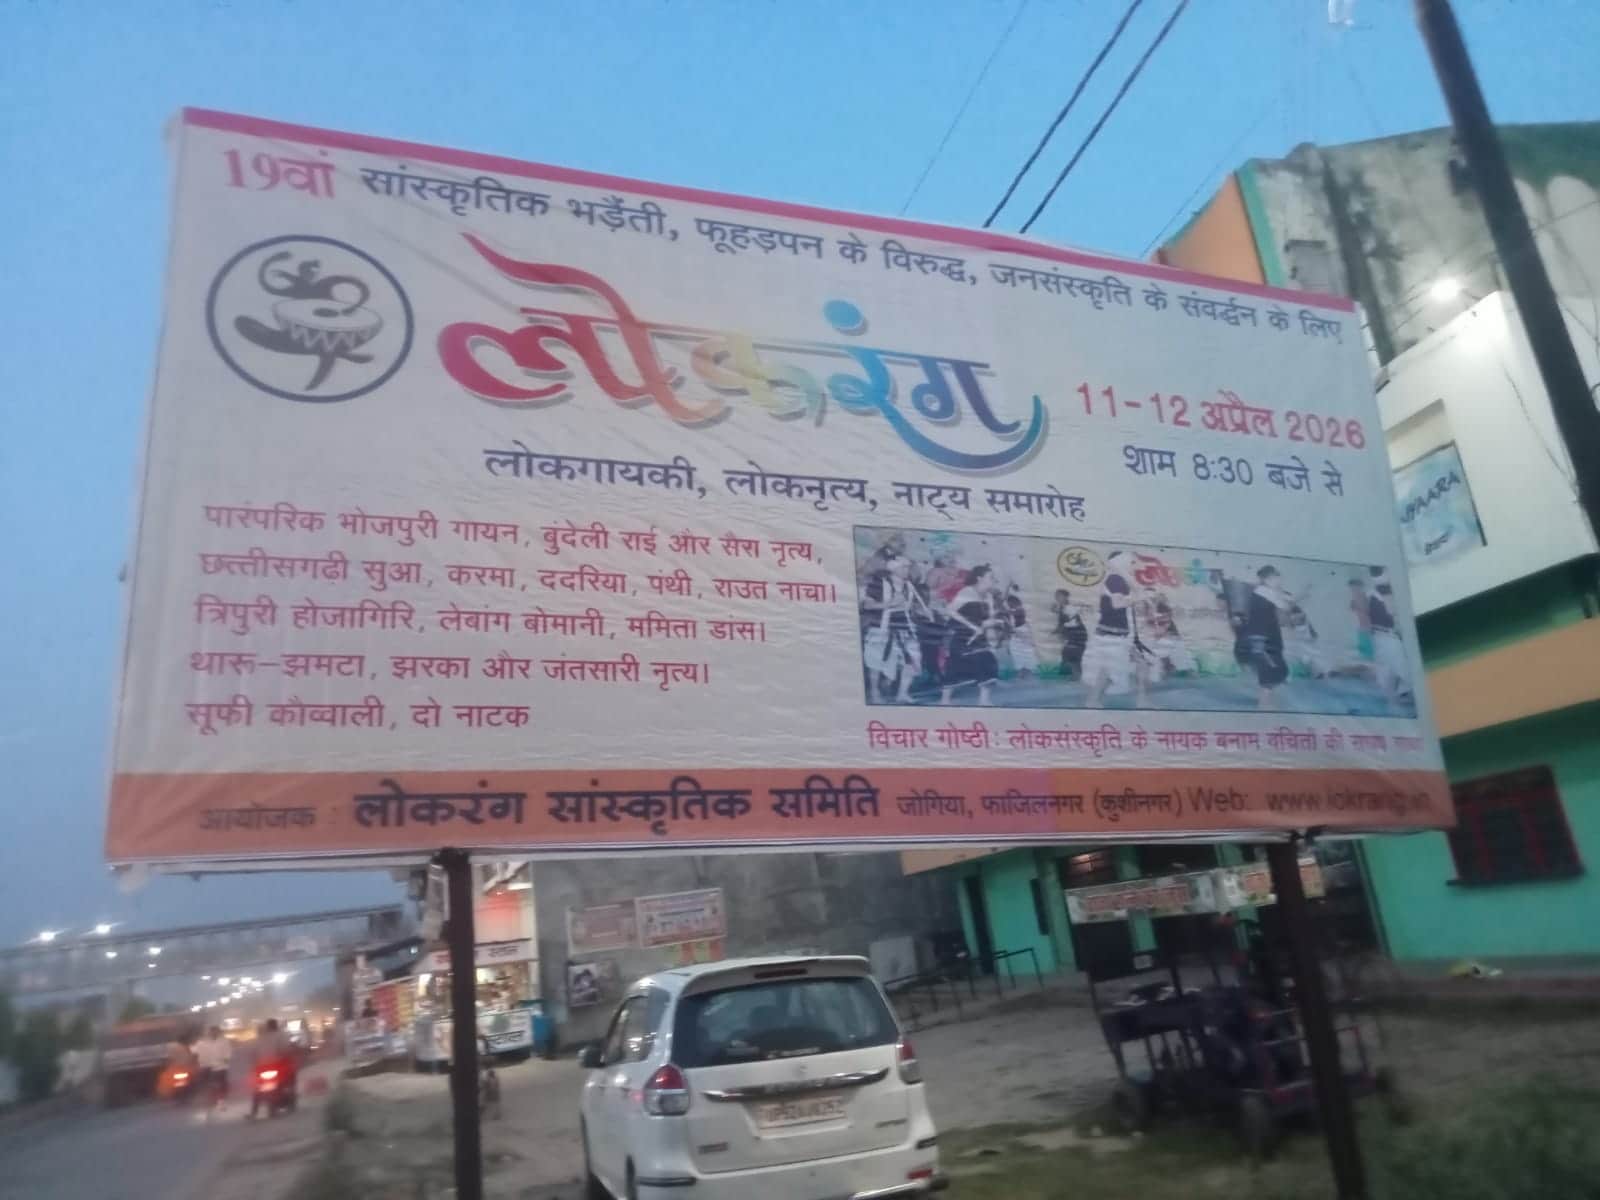 19वां सांस्कृतिक भड़ैंती, फूहड़पन के विरुद्ध, जनसंस्कृति के संवर्द्धन के लिए
लोकरंग
11-12 अप्रैल 2026
शाम 8:30 बजे से
लोकगायकी, लोकनृत्य, नाट्य समारोह
पारंपरिक भोजपुरी गायन, बुंदेली राई और सैरा नृत्य,
छत्तीसगढ़ी सुआ, करमा, ददरिया, पंथी, राउत नाचा।
त्रिपुरी होजागिरि, लेबांग बोमानी, ममिता डांस।
थारू-झमटा, झरका और जंतसारी नृत्य।
सूफी कौव्वाली, दो नाटक
लोकरंग
विचार गोष्ठी: लोकसंस्कृति के नायक बनाम वंचितों की
आयोजक : लोकरंग सांस्कृतिक समिति जोगिया, फाजिलनगर (कुशीनगर) Web: